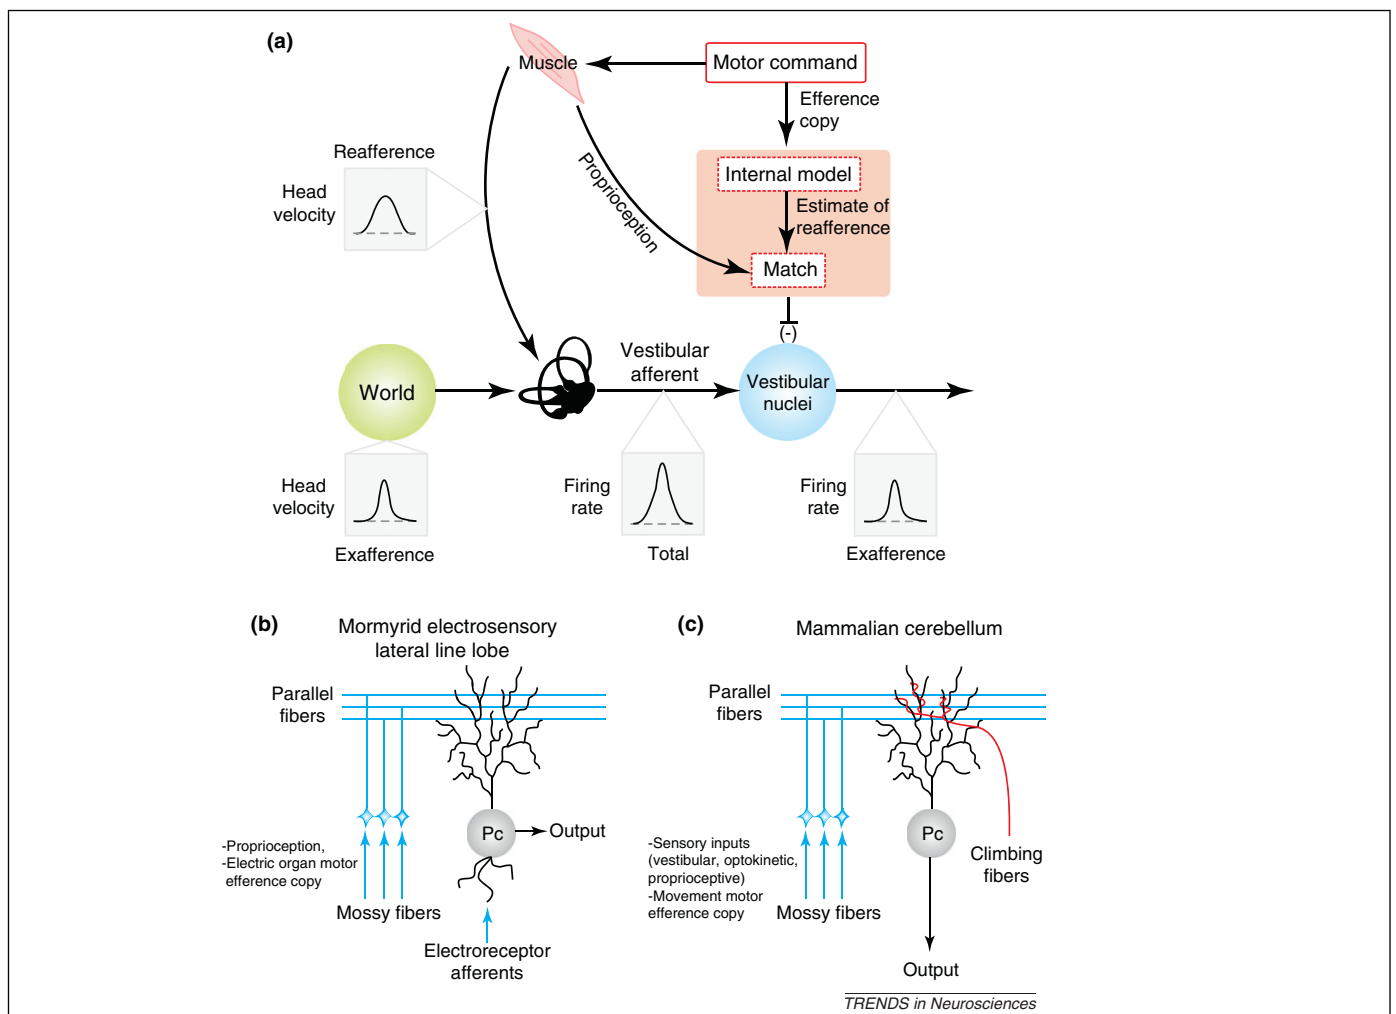 (a)
Muscle
Motor command
Efference
copy
Reafference
Head
velocity
Proprioception
Internal model
Estimate of
reafference
Match
(-)
World
Vestibular
afferent
Vestibular
nuclei
Head
velocity
Exafference
Firing
rate
Total
Firing
rate
Exafference
(b)
Mormyrid electrosensory
lateral line lobe
Parallel
fibers
Pc
Output
-Proprioception,
-Electric organ motor
efference copy
Mossy fibers
Electroreceptor
afferents
(c)
Mammalian cerebellum
Parallel
fibers
Pc
-Sensory inputs
(vestibular, optokinetic,
proprioceptive)
-Movement motor
efference copy
Mossy fibers
Climbing
fibers
Output
TRENDS in Neurosciences